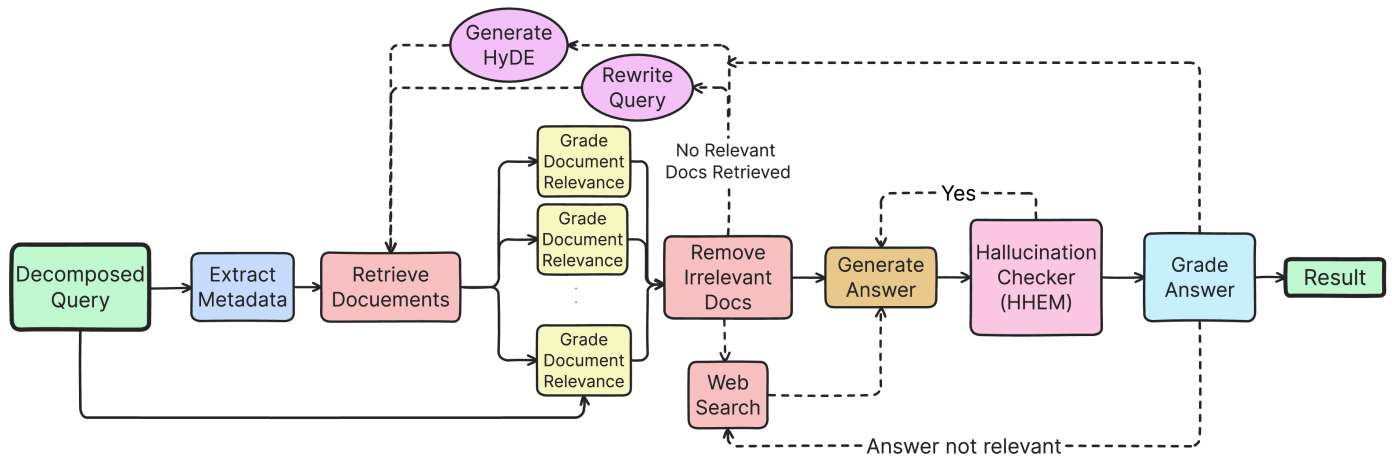 Generate
HyDE
Rewrite
Query
Grade
Document
Relevance
No Relevant
Docs Retrieved
Grade
Document
Relevance
Yes
Decomposed
Query
Extract
Metadata
Retrieve
Docuements
Remove
Irrelevant
Docs
Generate
Answer
Hallucination
Checker
(HHEM)
Grade
Answer
Result
Grade
Document
Relevance
Web
Search
Answer not relevant